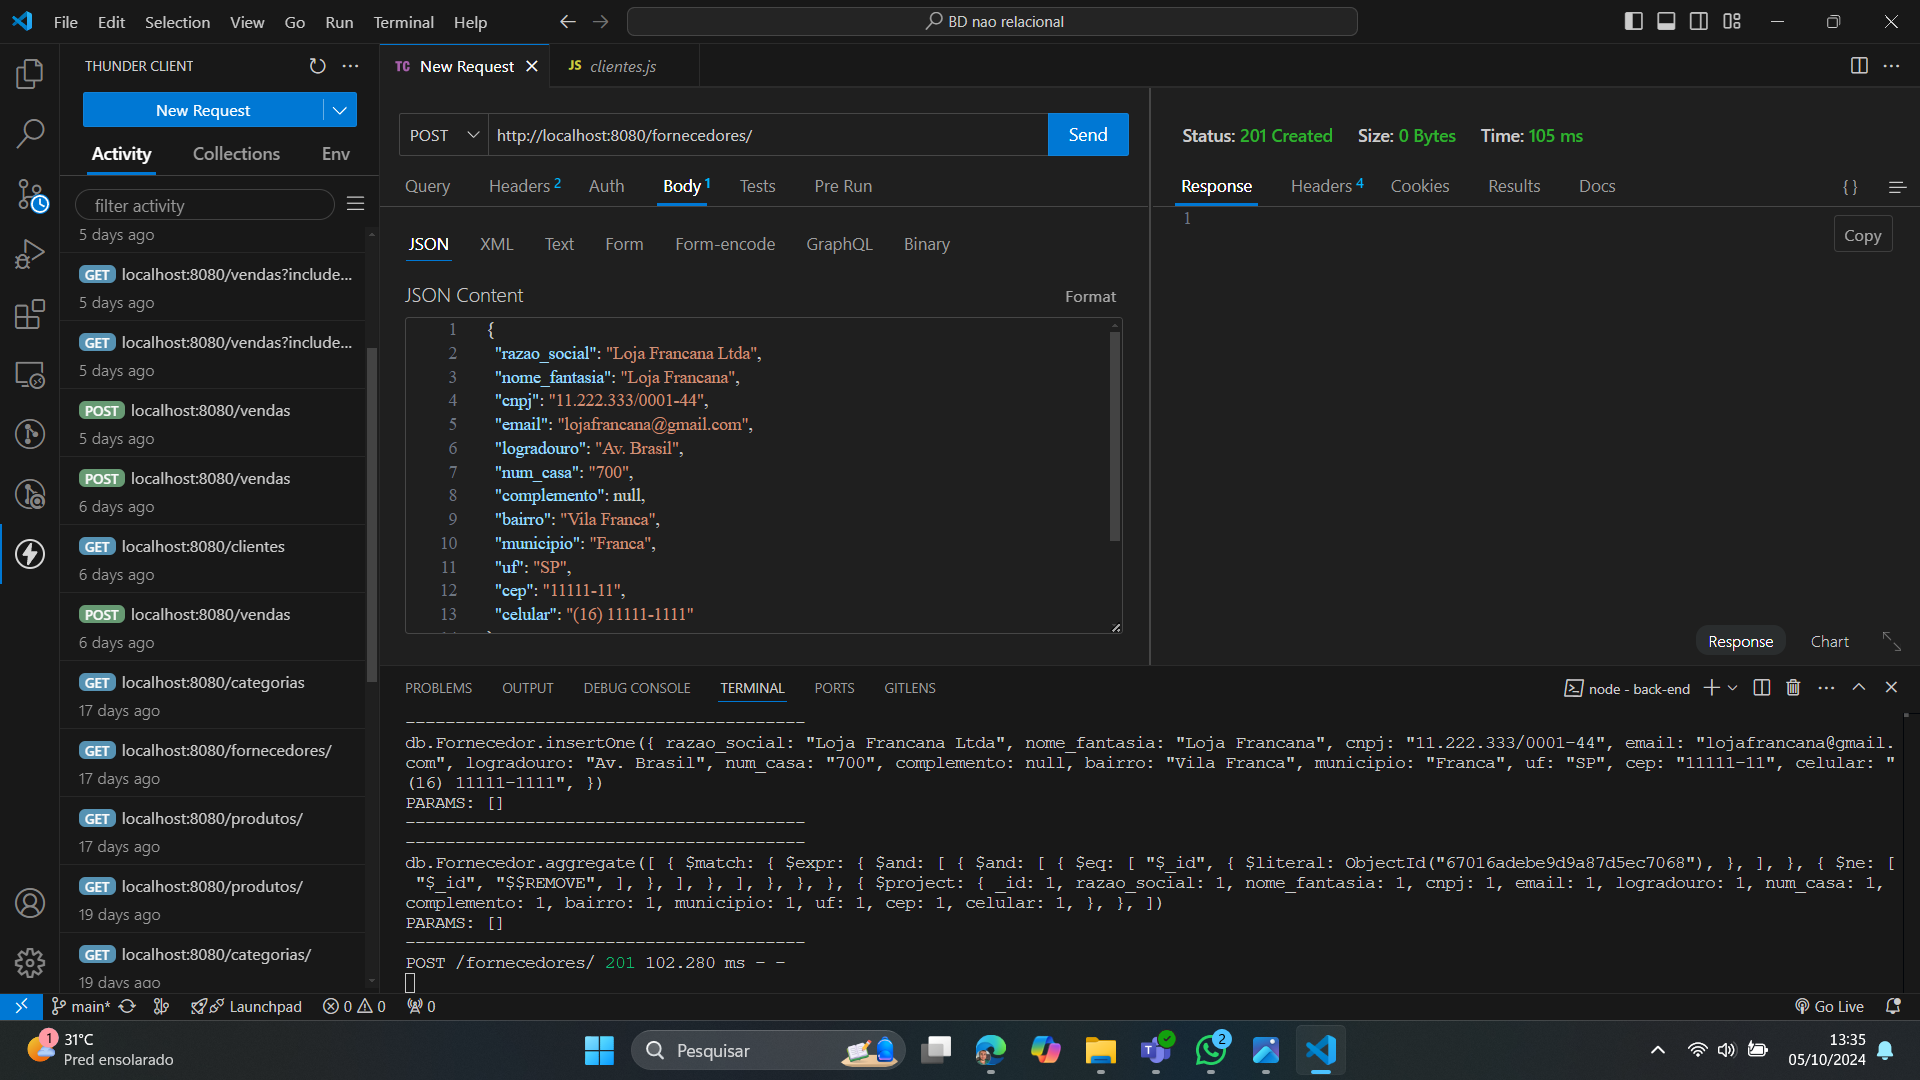 File Edit Selection View Go Run Terminal Help
BD nao relacional
THUNDER CLIENT
New Request
Activity Collections Env
filter activity
5 days ago
GET localhost:8080/vendas?include...
5 days ago
GET localhost:8080/vendas?include...
5 days ago
POST localhost:8080/vendas
5 days ago
POST localhost:8080/vendas
6 days ago
GET localhost:8080/clientes
6 days ago
POST localhost:8080/vendas
6 days ago
GET localhost:8080/categorias
17 days ago
GET localhost:8080/fornecedores/
17 days ago
GET localhost:8080/produtos/
17 days ago
GET localhost:8080/produtos/
19 days ago
GET localhost:8080/categorias/
19 days ago
TC New Request
JS clientes.js
POST http://localhost:8080/fornecedores/ Send
Query Headers 2 Auth Body 1 Tests Pre Run
JSON XML Text Form Form-encode GraphQL Binary
JSON Content Format
1 {
2 "razao_social": "Loja Francana Ltda",
3 "nome_fantasia": "Loja Francana",
4 "cnpj": "11.222.333/0001-44",
5 "email": "lojafrancana@gmail.com",
6 "logradouro": "Av. Brasil",
7 "num_casa": "700",
8 "complemento": null,
9 "bairro": "Vila Franca",
10 "municipio": "Franca",
11 "uf": "SP",
12 "cep": "11111-11",
13 "celular": "(16) 11111-1111"
Status: 201 Created Size: 0 Bytes Time: 105 ms
Response Headers 4 Cookies Results Docs { }
1
Copy
Response Chart
PROBLEMS OUTPUT DEBUG CONSOLE TERMINAL PORTS GITLENS
node - back-end
----------------------------------------
db.Fornecedor.insertOne({ razao_social: "Loja Francana Ltda", nome_fantasia: "Loja Francana", cnpj: "11.222.333/0001-44", email: "lojafrancana@gmail.
com", logradouro: "Av. Brasil", num_casa: "700", complemento: null, bairro: "Vila Franca", municipio: "Franca", uf: "SP", cep: "11111-11", celular: "
(16) 11111-1111", })
PARAMS: []
----------------------------------------
----------------------------------------
db.Fornecedor.aggregate([ { $match: { $expr: { $and: [ { $and: [ { $eq: [ "$_id", { $literal: ObjectId("67016adebe9d9a87d5ec7068"), }, ], }, { $ne: [
"$_id", "$$REMOVE", ], }, ], }, ], }, }, }, { $project: { _id: 1, razao_social: 1, nome_fantasia: 1, cnpj: 1, email: 1, logradouro: 1, num_casa: 1,
complemento: 1, bairro: 1, municipio: 1, uf: 1, cep: 1, celular: 1, }, }, ])
PARAMS: []
----------------------------------------
POST /fornecedores/ 201 102.280 ms - -
main* Launchpad 0 0 0
Go Live
1
31°C
Pred ensolarado
Pesquisar
2
13:35
05/10/2024